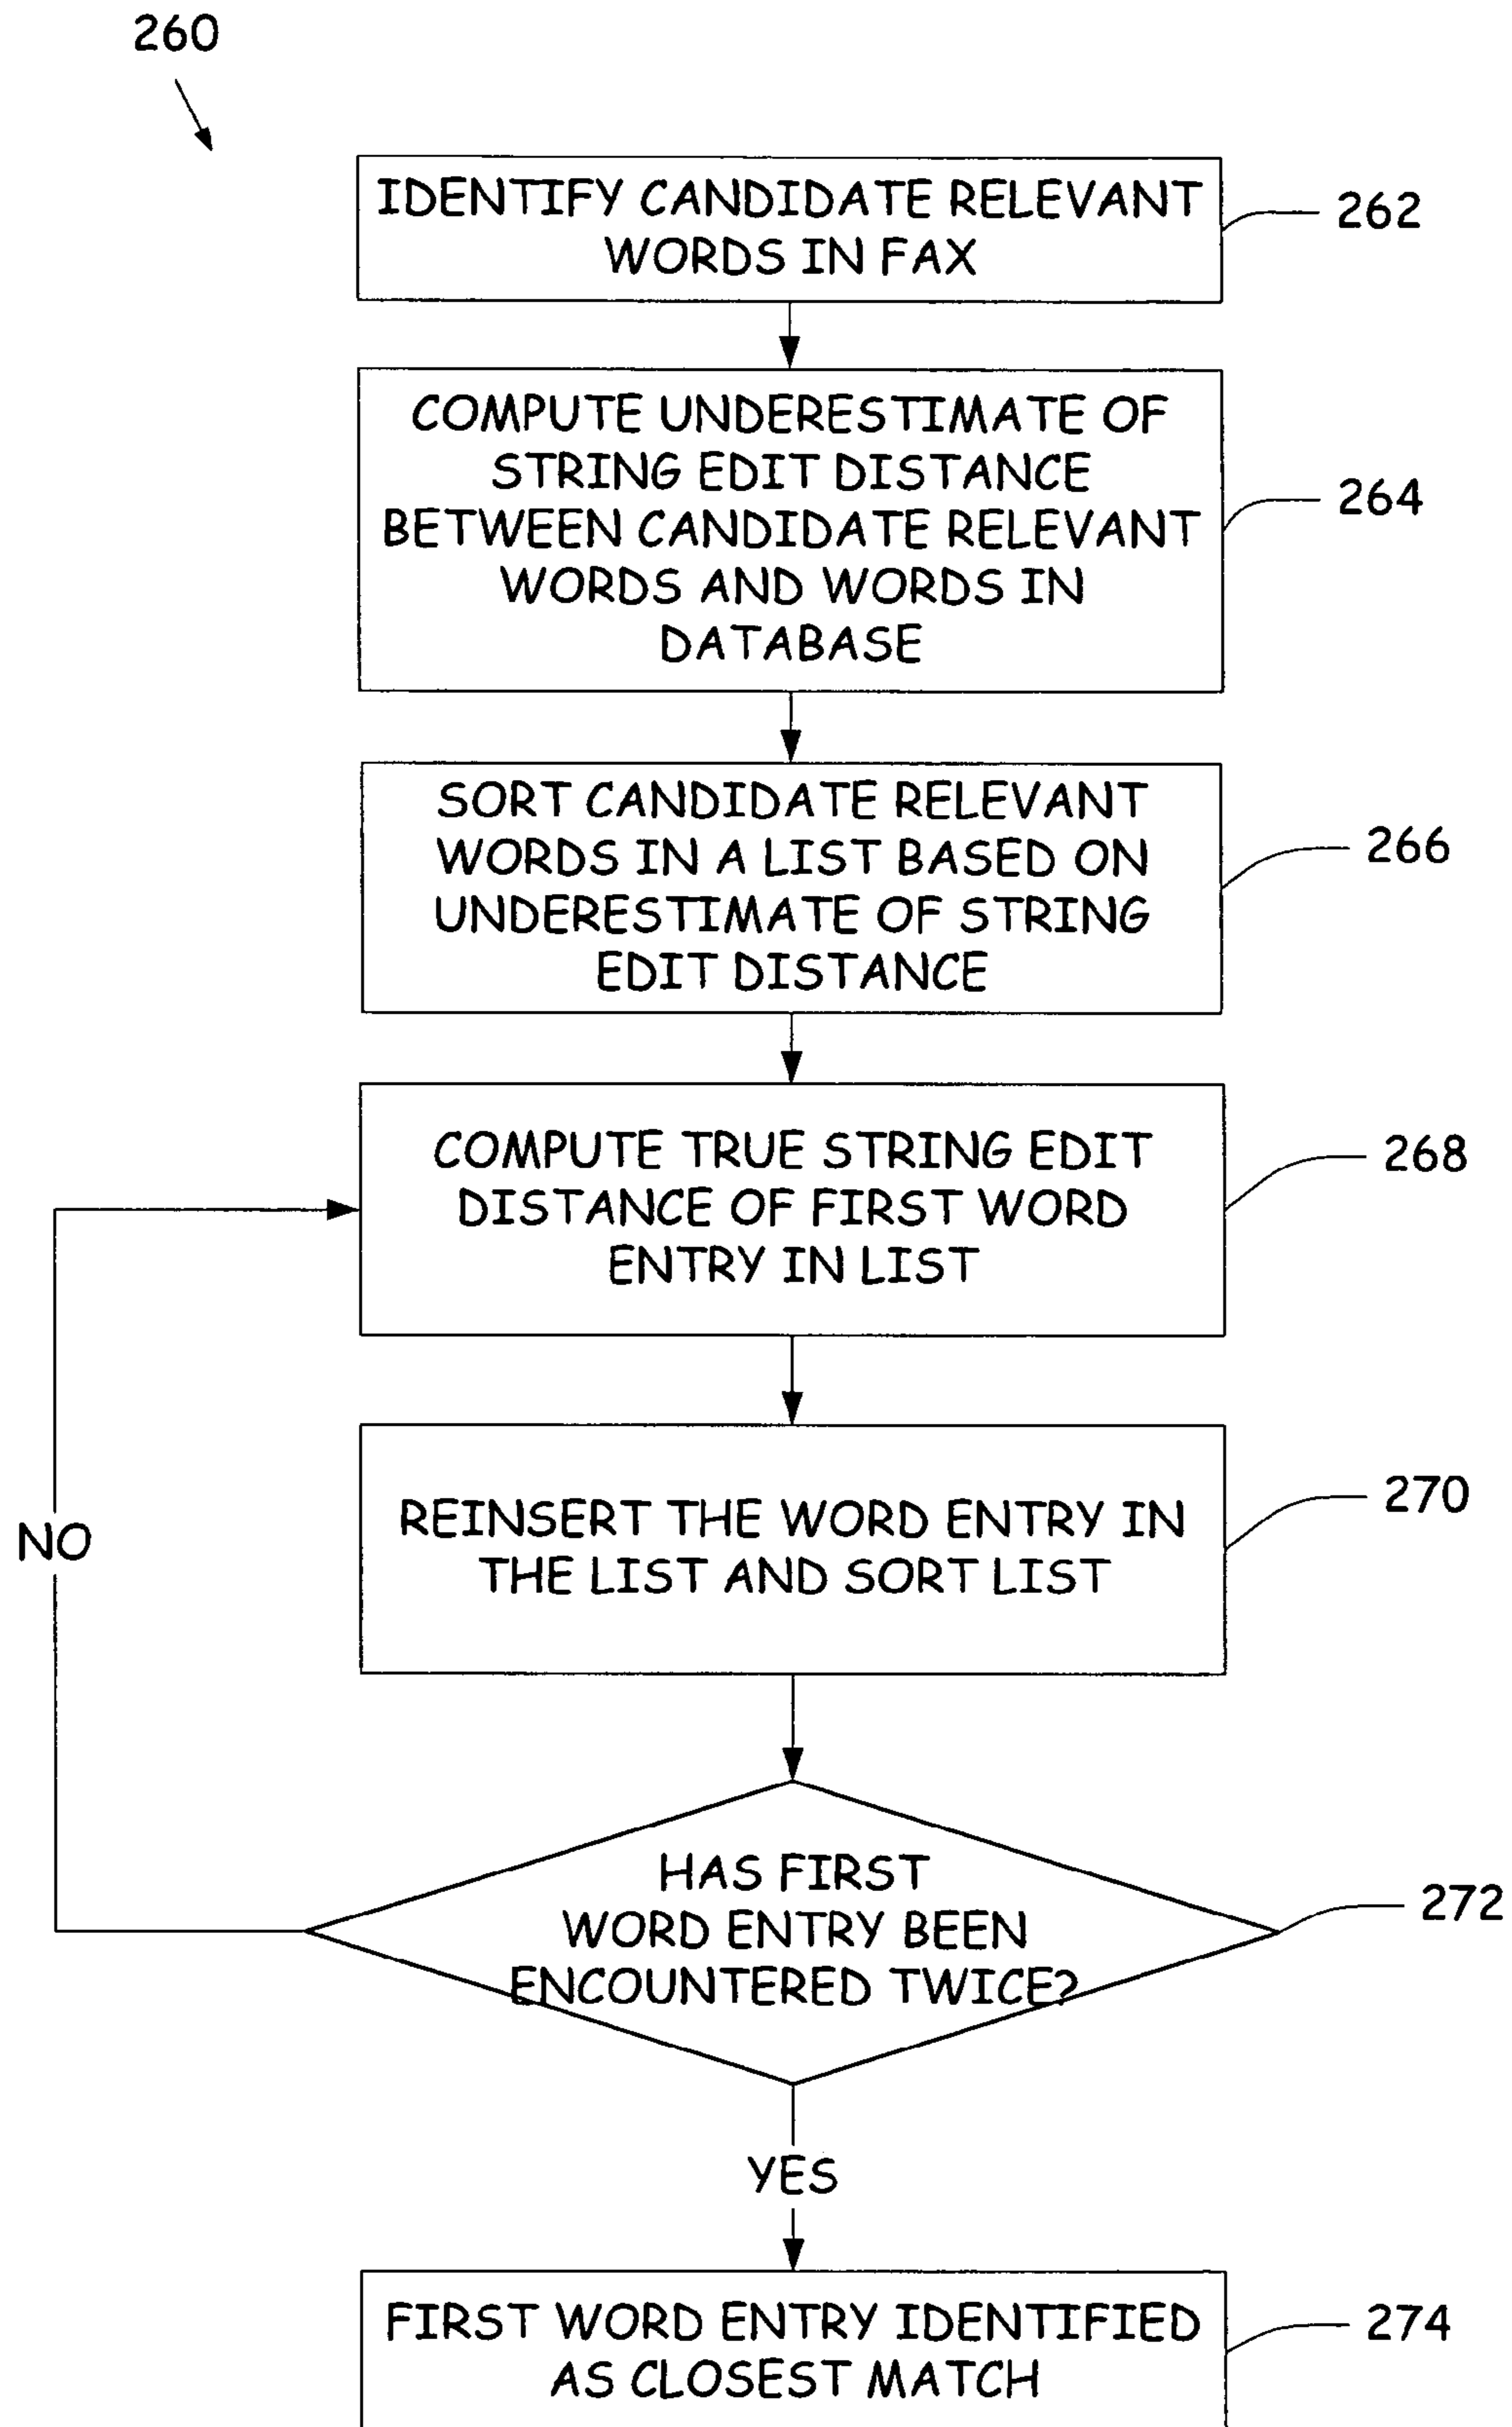 260
IDENTIFY CANDIDATE RELEVANT
WORDS IN FAX
262
COMPUTE UNDERESTIMATE OF
STRING EDIT DISTANCE
BETWEEN CANDIDATE RELEVANT
WORDS AND WORDS IN
DATABASE
264
SORT CANDIDATE RELEVANT
WORDS IN A LIST BASED ON
UNDERESTIMATE OF STRING
EDIT DISTANCE
266
COMPUTE TRUE STRING EDIT
DISTANCE OF FIRST WORD
ENTRY IN LIST
268
REINSERT THE WORD ENTRY IN
THE LIST AND SORT LIST
270
NO
HAS FIRST
WORD ENTRY BEEN
ENCOUNTERED TWICE?
272
YES
FIRST WORD ENTRY IDENTIFIED
AS CLOSEST MATCH
274